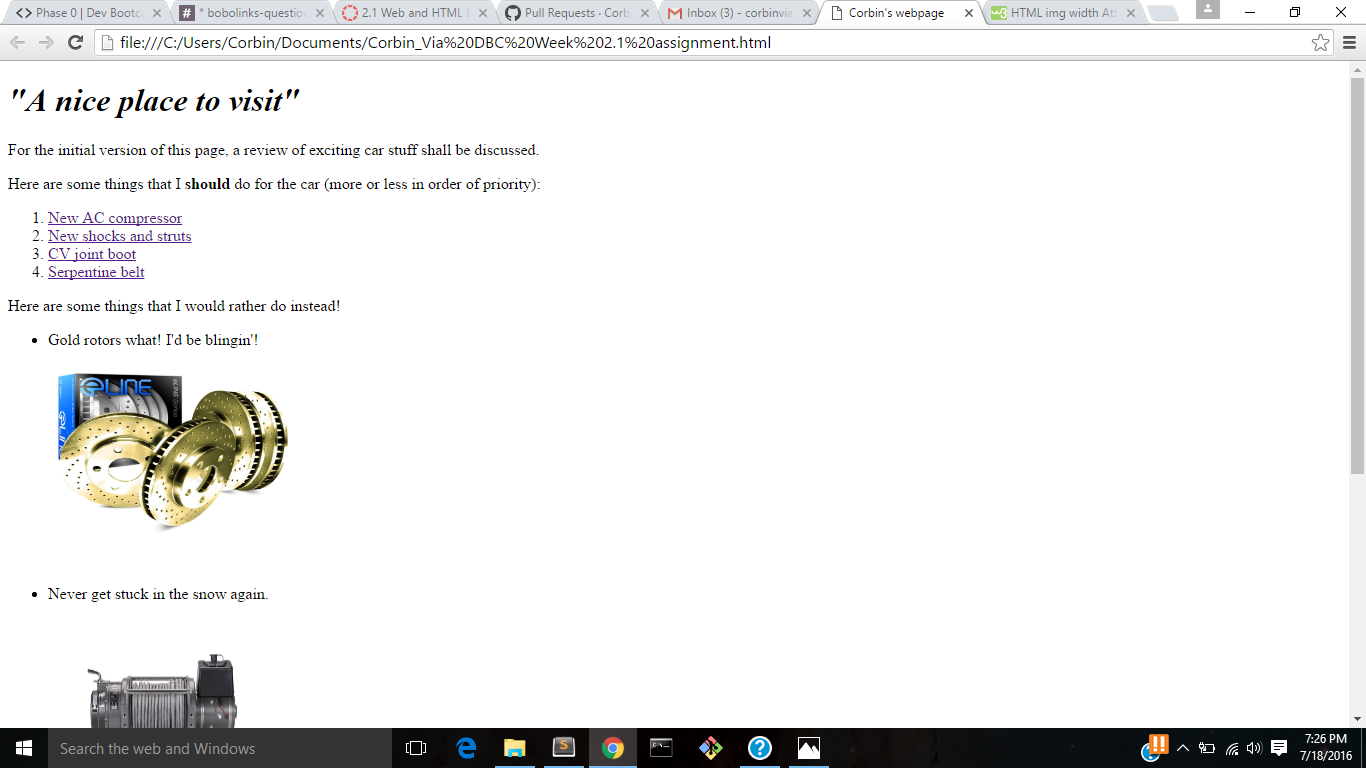 Phase 0 | Dev Bootc
* bobolinks-question
2.1 Web and HTML
Pull Requests · Corbi
Inbox (3) - corbinvia
Corbin's webpage
HTML img width Att
file:///C:/Users/Corbin/Documents/Corbin_Via%20DBC%20Week%202.1%20assignment.html
"A nice place to visit"
For the initial version of this page, a review of exciting car stuff shall be discussed.
Here are some things that I should do for the car (more or less in order of priority):
1. New AC compressor
2. New shocks and struts
3. CV joint boot
4. Serpentine belt
Here are some things that I would rather do instead!
• Gold rotors what! I'd be blingin'!
eLINE
• Never get stuck in the snow again.
Search the web and Windows
7:26 PM
7/18/2016